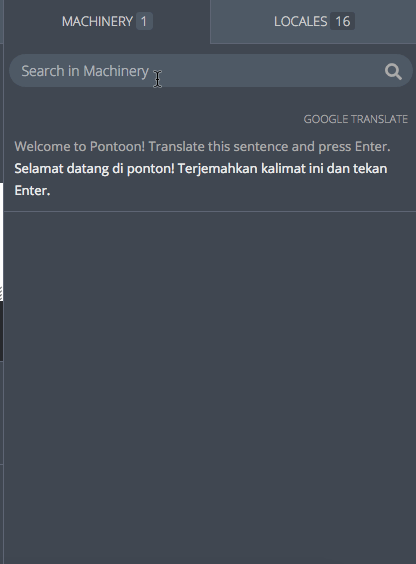 MACHINERY 1
LOCALES 16
Search in Machinery
GOOGLE TRANSLATE
Welcome to Pontoon! Translate this sentence and press Enter.
Selamat datang di ponton! Terjemahkan kalimat ini dan tekan
Enter.